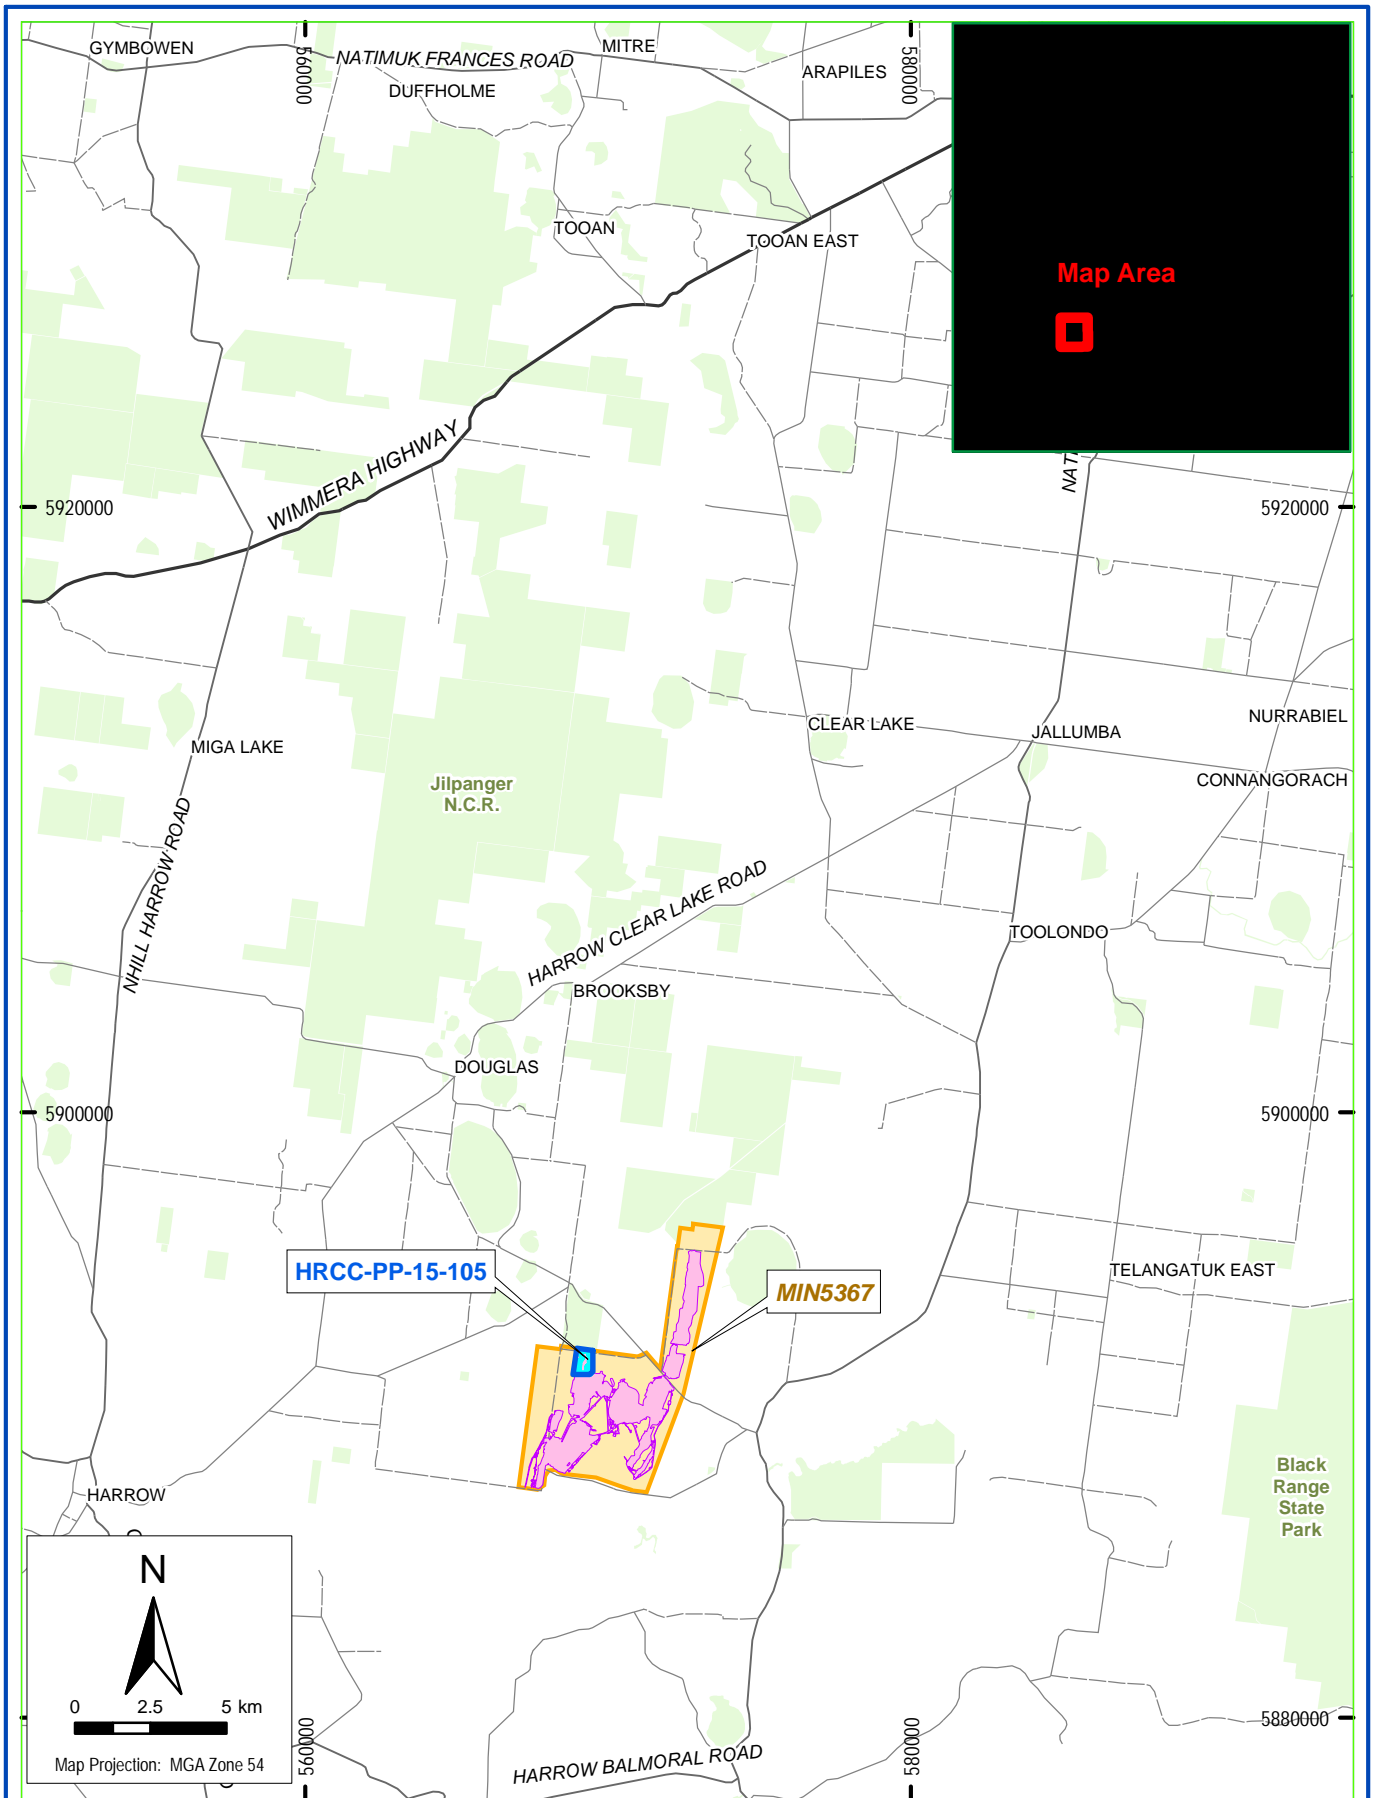 GYMBOWEN
560000
NATIMUK FRANCES ROAD
MITRE
580000
ARAPILES
DUFFHOLME
TOOAN
TOOAN EAST
Map Area
WIMMERA HIGHWAY
NATI
5920000
5920000
CLEAR LAKE
NURRABIEL
JALLUMBA
MIGA LAKE
CONNANGORACH
Jilpanger
N.C.R.
NHILL HARROW ROAD
HARROW CLEAR LAKE ROAD
TOOLONDO
BROOKSBY
DOUGLAS
5900000
5900000
HRCC-PP-15-105
MIN5367
TELANGATUK EAST
HARROW
Black
Range
State
Park
N
0 2.5 5 km
Map Projection: MGA Zone 54
560000
580000
5880000
HARROW BALMORAL ROAD